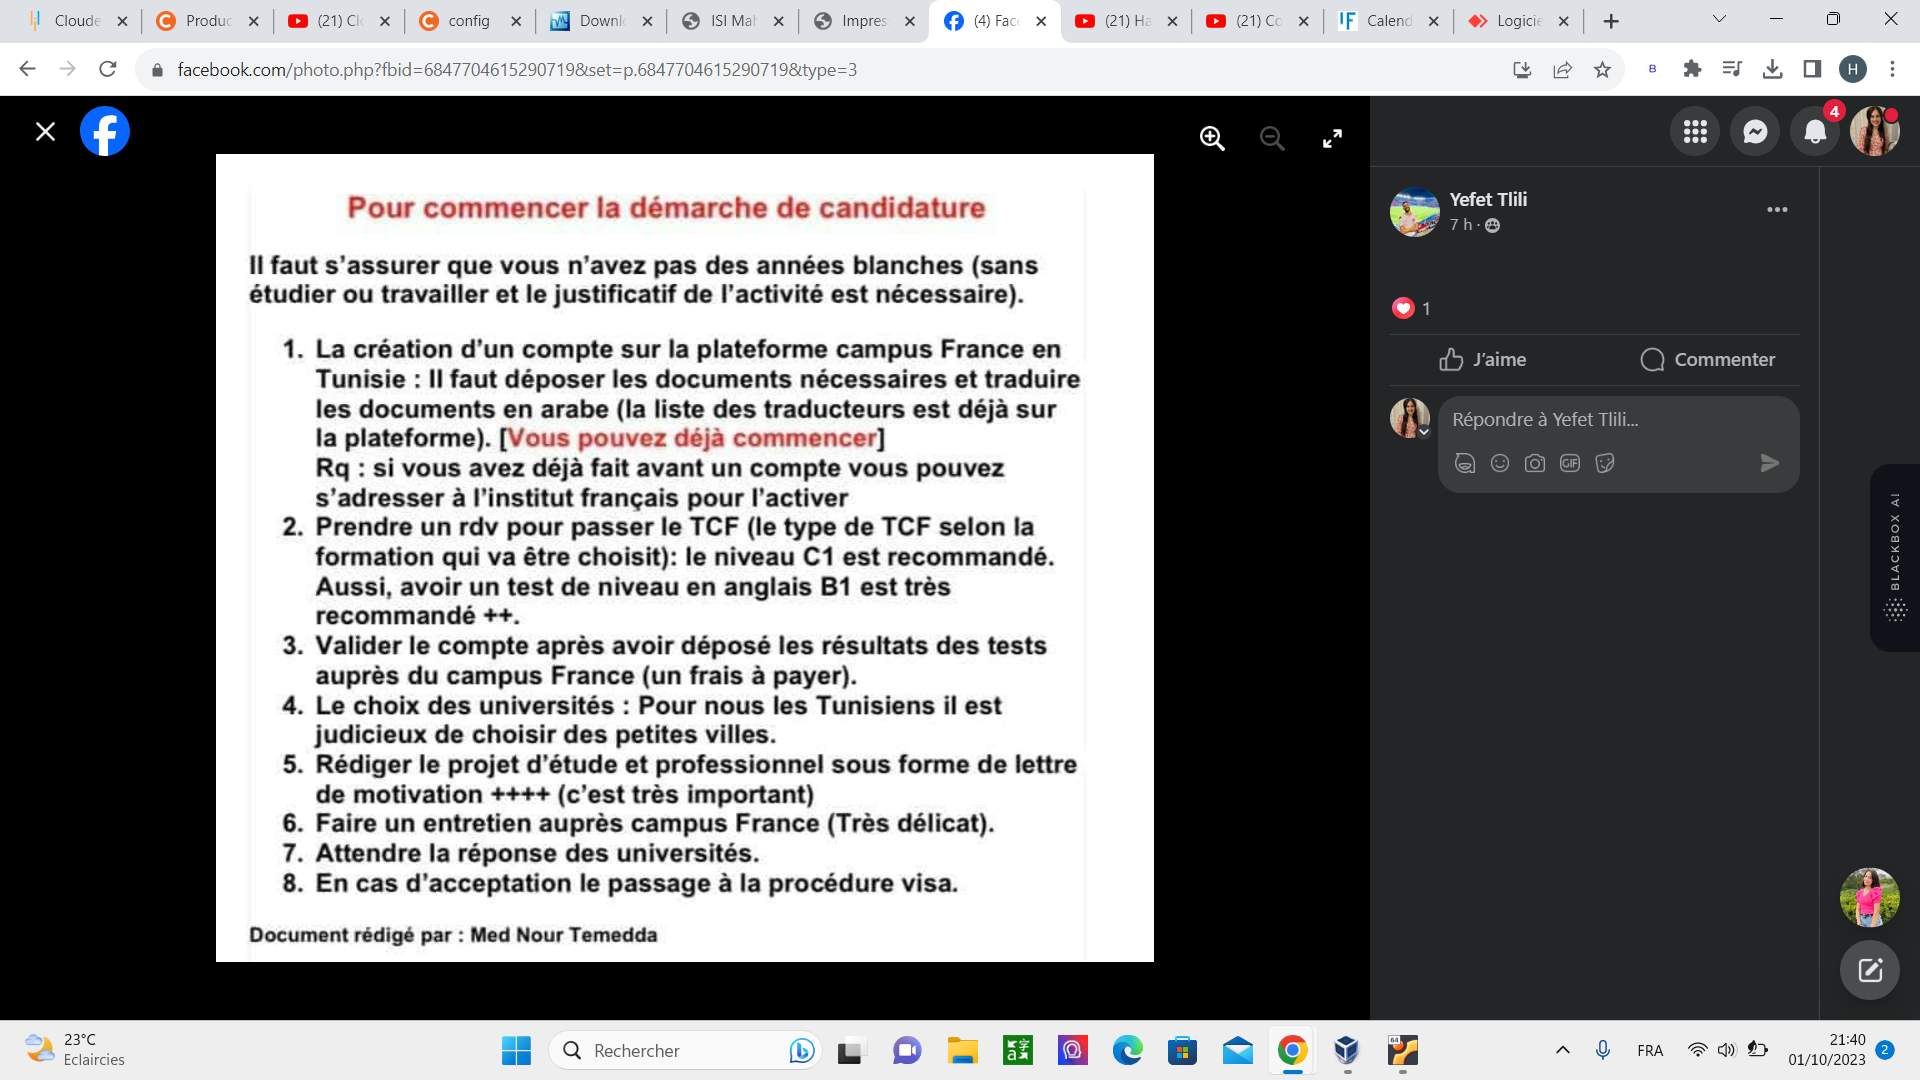 Cloude
Produc
(21) Clo
config
Downlo
ISI Mah
Impres
(4) Face
(21) Ha
(21) Co
Calend
Logicie
facebook.com/photo.php?fbid=6847704615290719&set=p.6847704615290719&type=3
B
H
4
Pour commencer la démarche de candidature
Il faut s’assurer que vous n’avez pas des années blanches (sans
étudier ou travailler et le justificatif de l’activité est nécessaire).
1. La création d’un compte sur la plateforme campus France en
Tunisie : Il faut déposer les documents nécessaires et traduire
les documents en arabe (la liste des traducteurs est déjà sur
la plateforme). [Vous pouvez déjà commencer]
Rq : si vous avez déjà fait avant un compte vous pouvez
s’adresser à l’institut français pour l’activer
2. Prendre un rdv pour passer le TCF (le type de TCF selon la
formation qui va être choisit): le niveau C1 est recommandé.
Aussi, avoir un test de niveau en anglais B1 est très
recommandé ++.
3. Valider le compte après avoir déposé les résultats des tests
auprès du campus France (un frais à payer).
4. Le choix des universités : Pour nous les Tunisiens il est
judicieux de choisir des petites villes.
5. Rédiger le projet d’étude et professionnel sous forme de lettre
de motivation ++++ (c’est très important)
6. Faire un entretien auprès campus France (Très délicat).
7. Attendre la réponse des universités.
8. En cas d’acceptation le passage à la procédure visa.
Document rédigé par : Med Nour Temedda
Yefet Tlili
7 h ·
1
J’aime
Commenter
Répondre à Yefet Tlili...
GIF
BLACKBOX AI
23°C
Eclaircies
Rechercher
64
FRA
21:40
01/10/2023
2